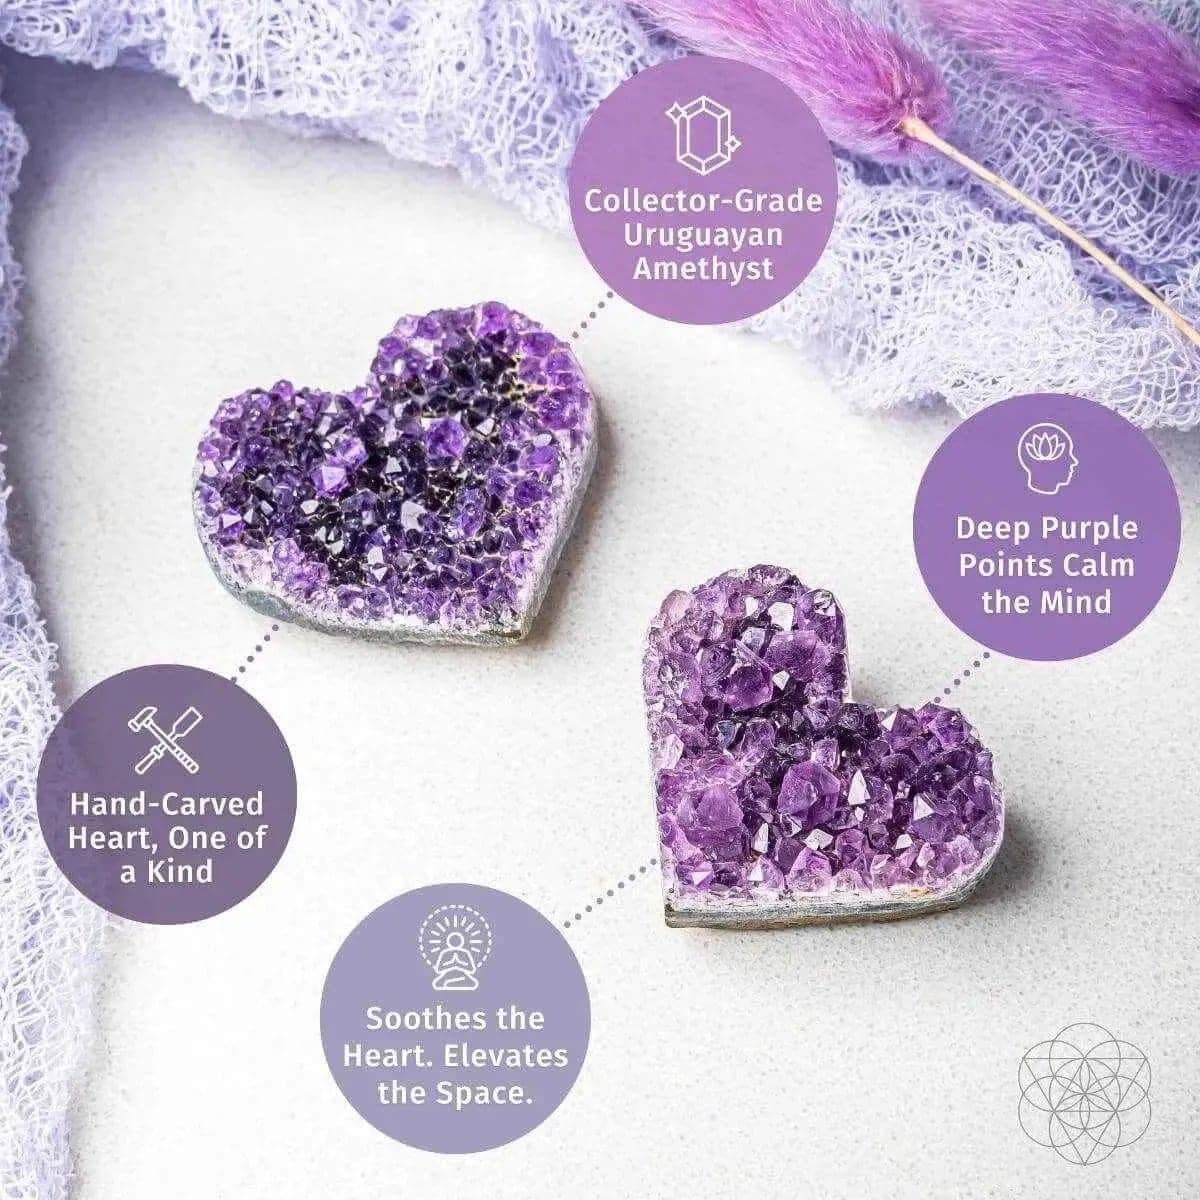 Collector-Grade
Uruguayan
Amethyst
Deep Purple
Points Calm
the Mind
Hand-Carved
Heart, One of
a Kind
Soothes the
Heart. Elevates
the Space.